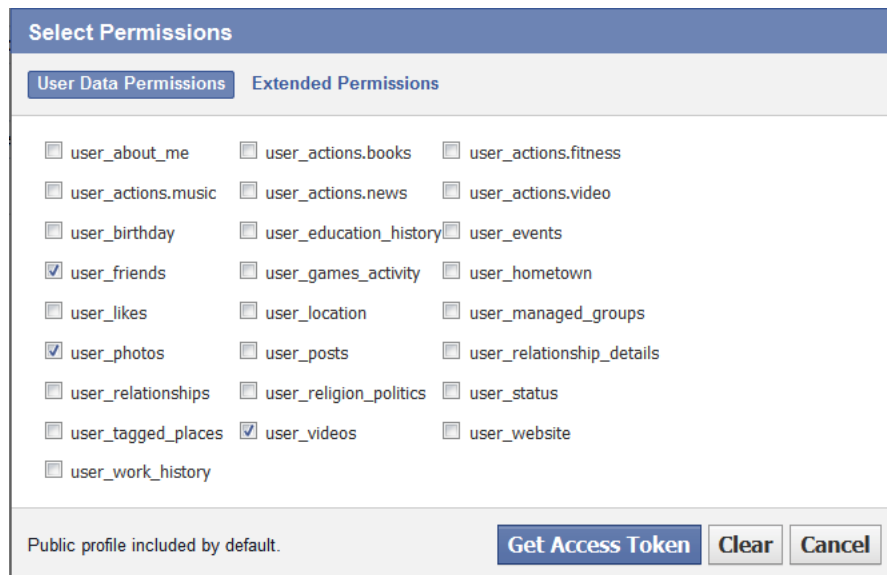 Select Permissions
User Data Permissions Extended Permissions
user_about_me user_actions.books user_actions.fitness
user_actions.music user_actions.news user_actions.video
user_birthday user_education_history user_events
user_friends user_games_activity user_hometown
user_likes user_location user_managed_groups
user_photos user_posts user_relationship_details
user_relationships user_religion_politics user_status
user_tagged_places user_videos user_website
user_work_history
Public profile included by default. Get Access Token Clear Cancel